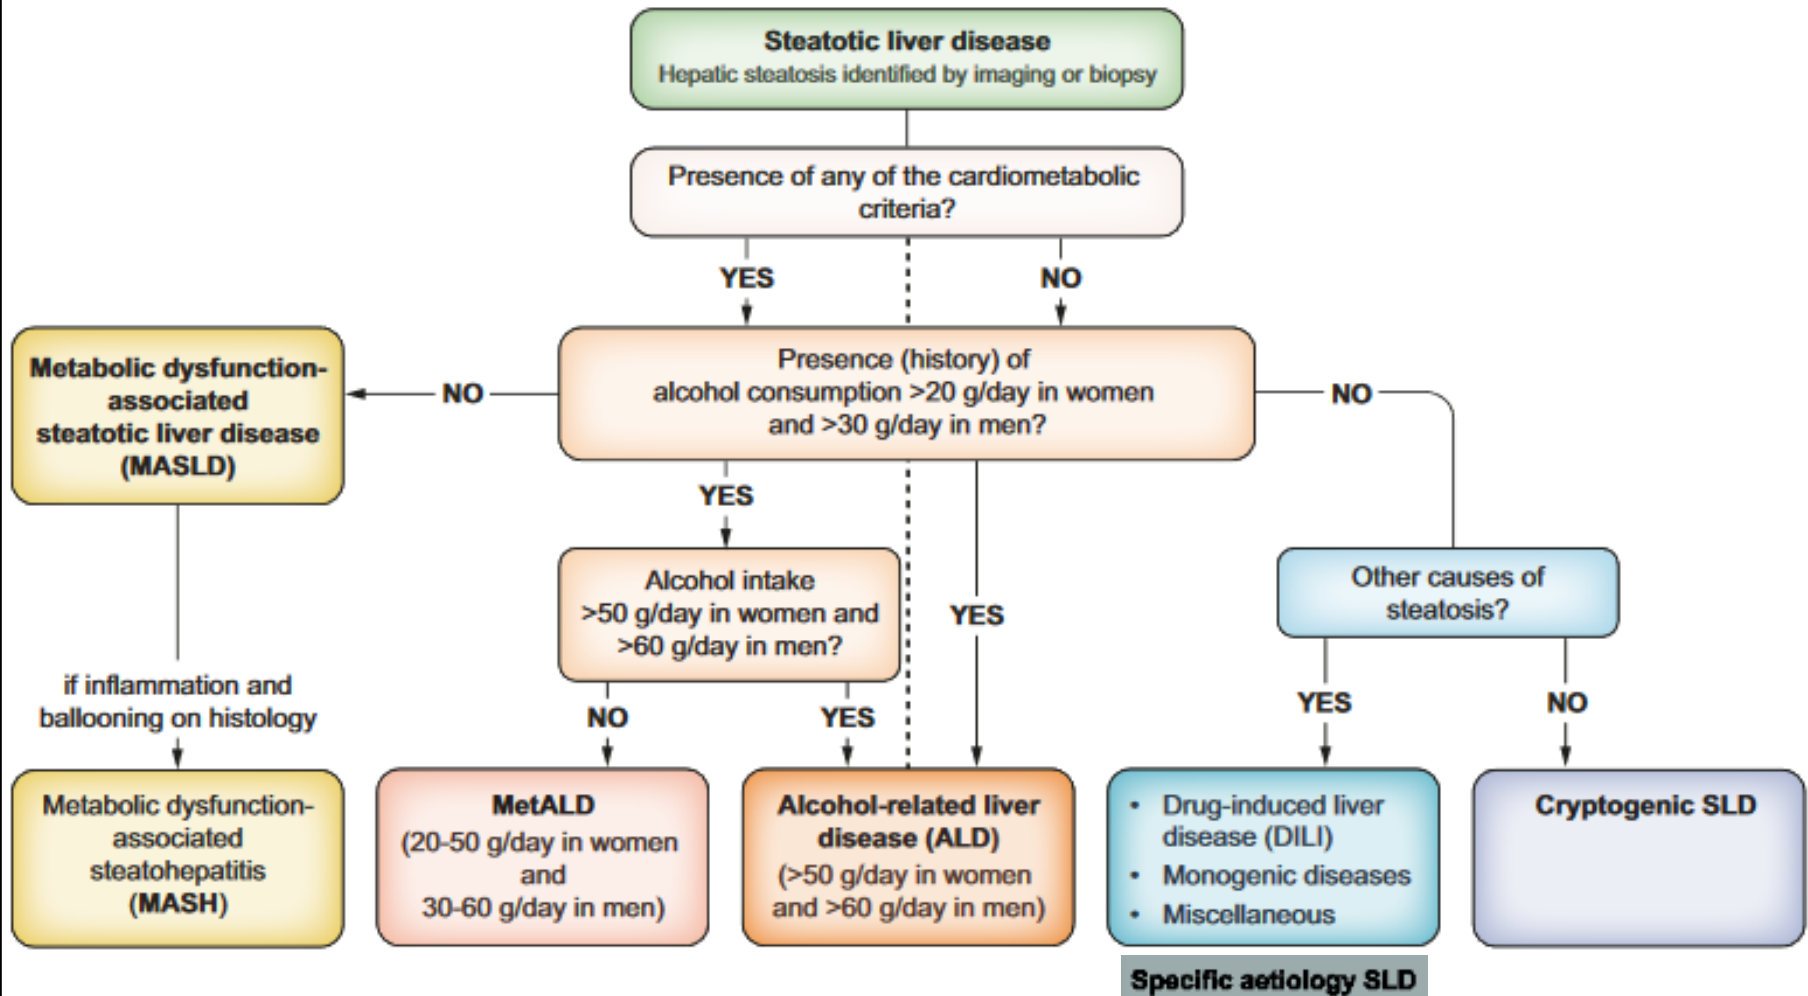 Steatotic liver disease
Hepatic steatosis identified by imaging or biopsy
Presence of any of the cardiometabolic
criteria?
YES
NO
Metabolic dysfunction-
associated
steatotic liver disease
(MASLD)
NO
Presence (history) of
alcohol consumption >20 g/day in women
and >30 g/day in men?
NO
YES
Alcohol intake
>50 g/day in women and
>60 g/day in men?
YES
Other causes of
steatosis?
if inflammation and
ballooning on histology
NO
YES
YES
NO
Metabolic dysfunction-
associated
steatohepatitis
(MASH)
MetALD
(20-50 g/day in women
and
30-60 g/day in men)
Alcohol-related liver
disease (ALD)
(>50 g/day in women
and >60 g/day in men)
• Drug-induced liver
disease (DILI)
• Monogenic diseases
• Miscellaneous
Cryptogenic SLD
Specific aetiology SLD